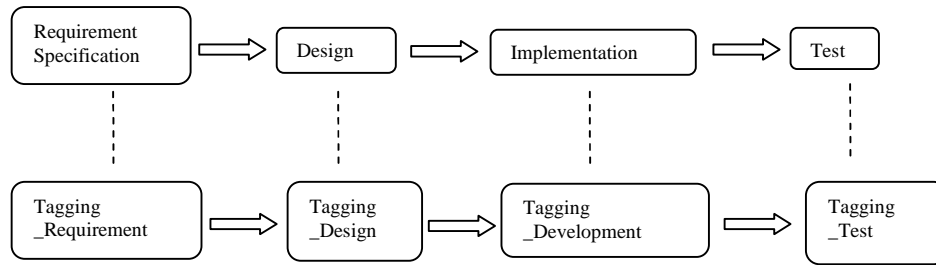 Requirement
Specification
Design
Implementation
Test
Tagging
_Requirement
Tagging
_Design
Tagging
_Development
Tagging
_Test